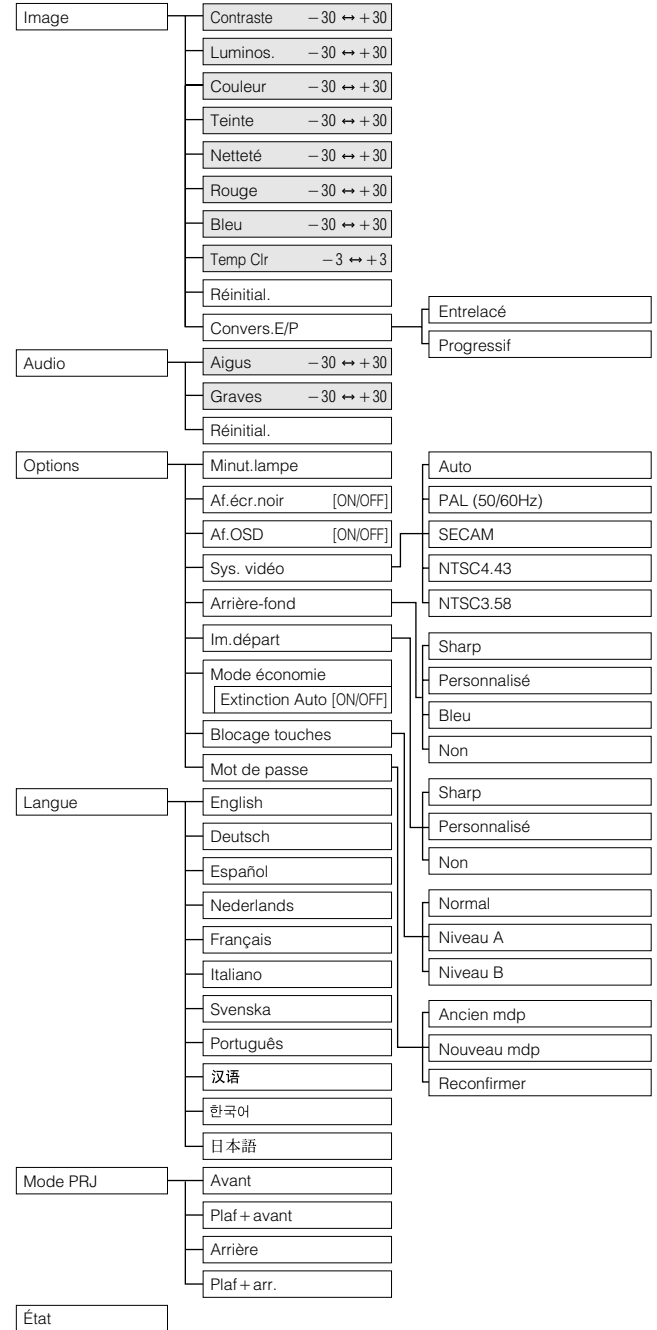 Image
Contraste −30 ↔ +30
Luminos. −30 ↔ +30
Couleur −30 ↔ +30
Teinte −30 ↔ +30
Netteté −30 ↔ +30
Rouge −30 ↔ +30
Bleu −30 ↔ +30
Temp Clr −3 ↔ +3
Réinitial.
Convers.E/P
Entrelacé
Progressif
Audio
Aigus −30 ↔ +30
Graves −30 ↔ +30
Réinitial.
Options
Minut.lampe
Af.écr.noir [ON/OFF]
Af.OSD [ON/OFF]
Sys. vidéo
Arrière-fond
Im.départ
Mode économie
Extinction Auto [ON/OFF]
Blocage touches
Mot de passe
Auto
PAL (50/60Hz)
SECAM
NTSC4.43
NTSC3.58
Sharp
Personnalisé
Bleu
Non
Sharp
Personnalisé
Non
Normal
Niveau A
Niveau B
Ancien mdp
Nouveau mdp
Reconfirmer
Langue
English
Deutsch
Español
Nederlands
Français
Italiano
Svenska
Português
汉语
한국어
日本語
Mode PRJ
Avant
Plaf+avant
Arrière
Plaf+arr.
État